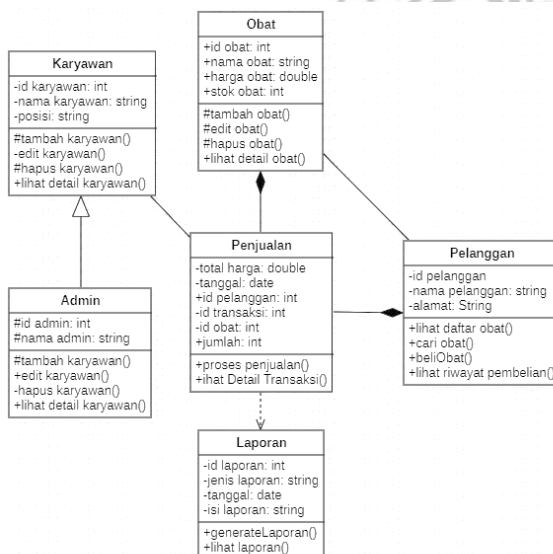 Obat
+id obat: int
+nama obat: string
+harga obat: double
+stok obat: int
#tambah obat()
#edit obat()
#hapus obat()
+lihat detail obat()
Karyawan
-id karyawan: int
-nama karyawan: string
-posisi: string
#tambah karyawan()
-edit karyawan()
#hapus karyawan()
+lihat detail karyawan()
Penjualan
-total harga: double
-tanggal: date
+id pelanggan: int
-id transaksi: int
-id obat: int
+jumlah: int
+proses penjualan()
+ihat Detail Transaksi()
Pelanggan
-id pelanggan
-nama pelanggan: string
-alamat: String
+lihat daftar obat()
+cari obat()
+beliObat()
+lihat riwayat pembelian()
Admin
#id admin: int
#nama admin: string
#tambah karyawan()
+edit karyawan()
-hapus karyawan()
+lihat detail karyawan()
Laporan
-id laporan: int
-jenis laporan: string
-tanggal: date
-isi laporan: string
+generateLaporan()
+lihat laporan()